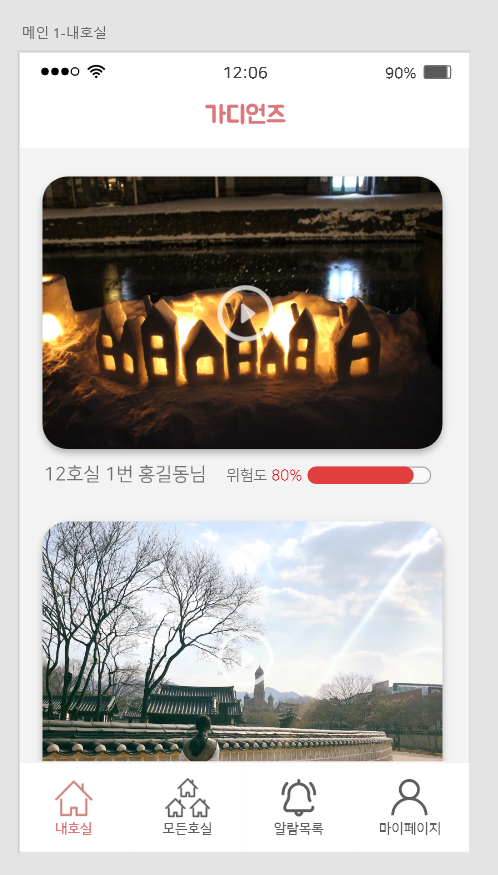 메인 1-내호실
12:06
90%
가디언즈
12호실 1번 홍길동님
위험도 80%
내호실
모든호실
알람목록
마이페이지